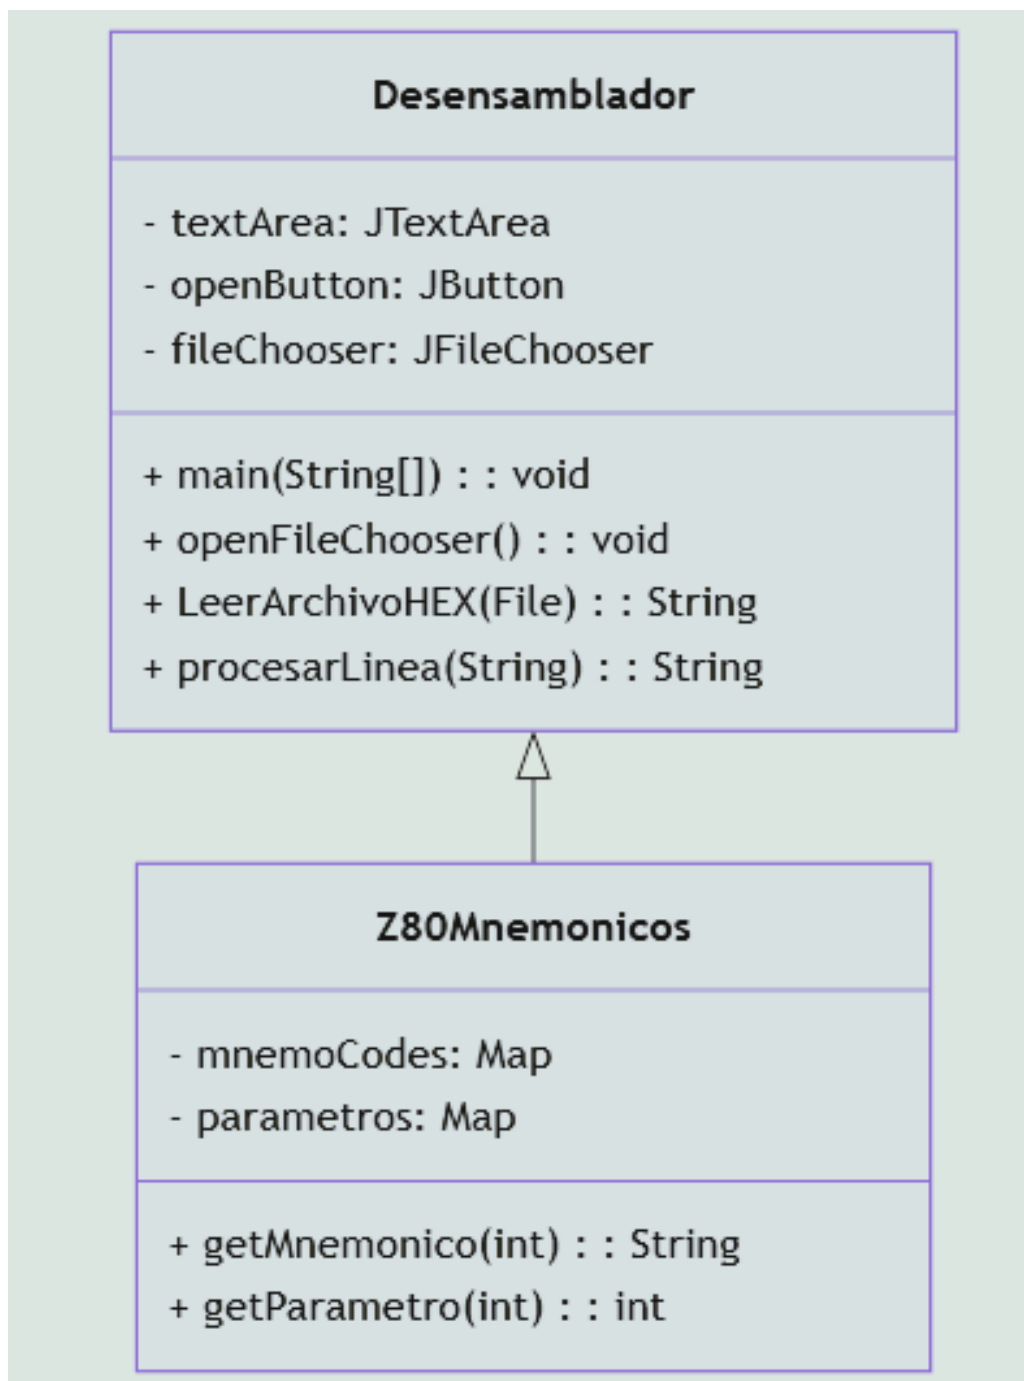 Desensamblador
- textArea: JTextArea
- openButton: JButton
- fileChooser: JFileChooser
+ main(String[]) : : void
+ openFileChooser() : : void
+ LeerArchivoHEX(File) : : String
+ procesarLinea(String) : : String
Z80Mnemonicos
- mnemoCodes: Map
- parametros: Map
+ getMnemonico(int) : : String
+ getParametro(int) : : int